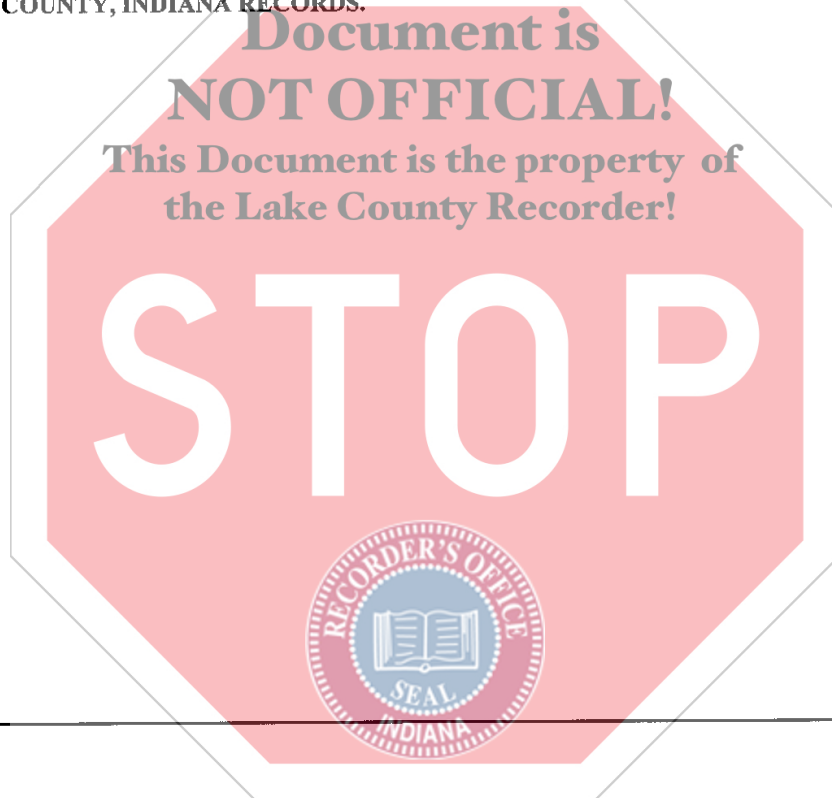 COUNTY, INDIANA RECORDS.
Document is
NOT OFFICIAL!
This Document is the property of
the Lake County Recorder!
STOP
RECORDER'S OFFICE
SEAL
INDIANA